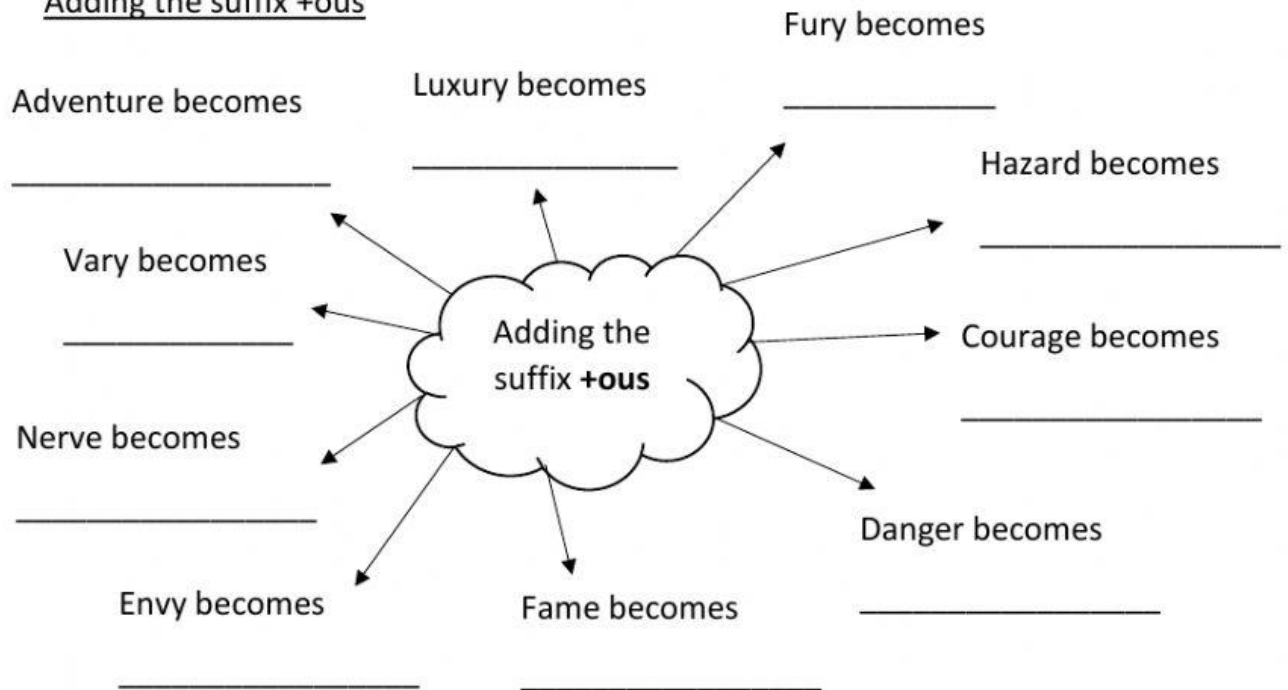 Adding the suffix +ous
Fury becomes
Luxury becomes
Adventure becomes
Hazard becomes
Vary becomes
Adding the
suffix +ous
Courage becomes
Nerve becomes
Danger becomes
Envy becomes
Fame becomes